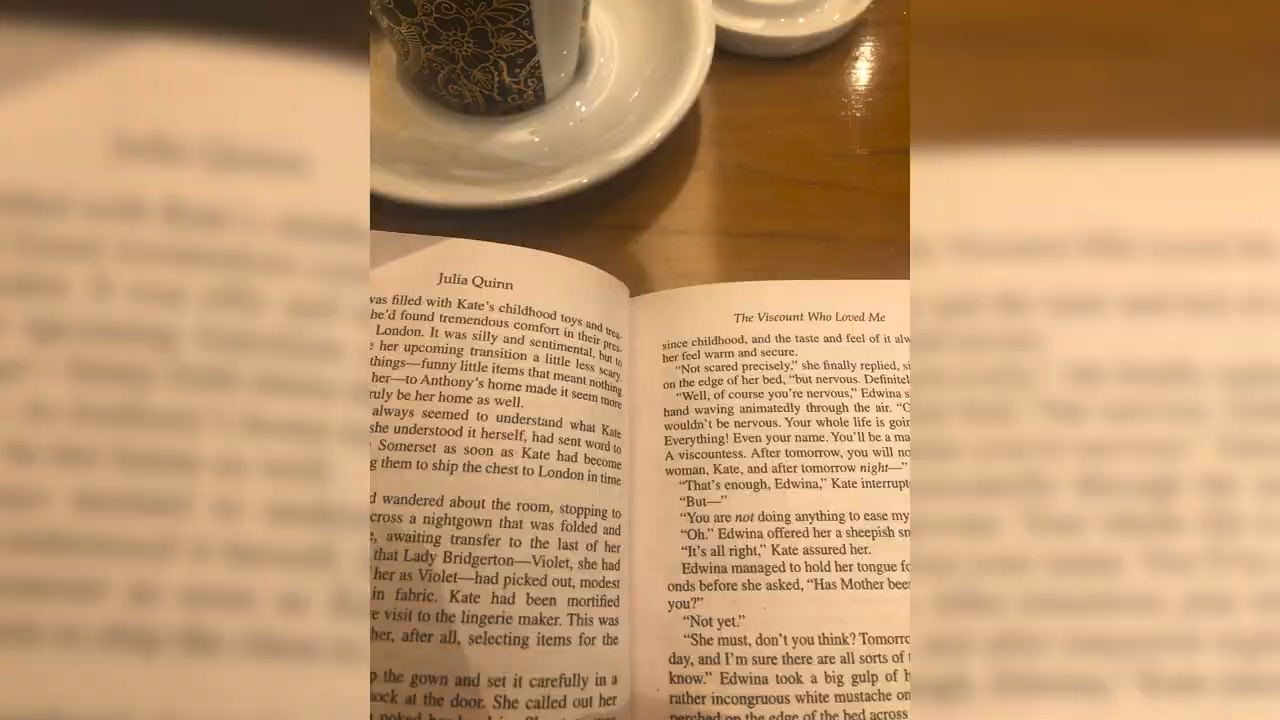 Julia Quinn
was filled with Kate's childhood toys and trea-
he'd found tremendous comfort in their pres-
London. It was silly and sentimental, but to
her upcoming transition a little less scary.
things—funny little items that meant nothing
her—to Anthony's home made it seem more
ruly be her home as well.
always seemed to understand what Kate
she understood it herself, had sent word to
Somerset as soon as Kate had become
g them to ship the chest to London in time
d wandered about the room, stopping to
cross a nightgown that was folded and
e, awaiting transfer to the last of her
that Lady Bridgerton—Violet, she had
her as Violet—had picked out, modest
in fabric. Kate had been mortified
e visit to the lingerie maker. This was
her, after all, selecting items for the
p the gown and set it carefully in a
ock at the door. She called out her
The Viscount Who Loved Me
since childhood, and the taste and feel of it alw
her feel warm and secure.
"Not scared precisely," she finally replied, si
on the edge of her bed, "but nervous. Definitel
"Well, of course you're nervous," Edwina s
hand waving animatedly through the air. "C
wouldn't be nervous. Your whole life is goin
Everything! Even your name. You'll be a ma
A viscountess. After tomorrow, you will no
woman, Kate, and after tomorrow night—"
"That's enough, Edwina," Kate interrupt
"But—"
"You are not doing anything to ease my
"Oh." Edwina offered her a sheepish sm
"It's all right," Kate assured her.
Edwina managed to hold her tongue fo
onds before she asked, "Has Mother bee
you?"
"Not yet."
"She must, don't you think? Tomorro
day, and I'm sure there are all sorts of t
know." Edwina took a big gulp of h
rather incongruous white mustache on
perched on the edge of the bed across